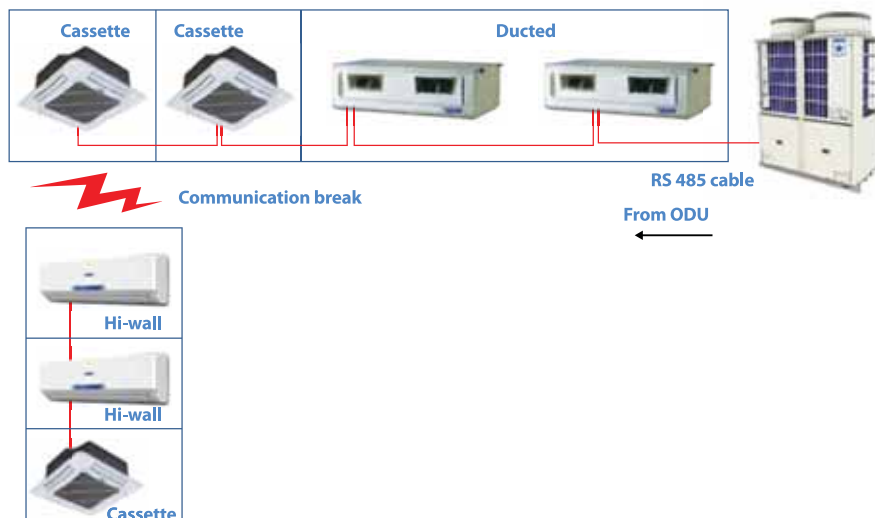 Cassette
Cassette
Ducted
RS 485 cable
Communication break
From ODU
Hi-wall
Hi-wall
Cassette